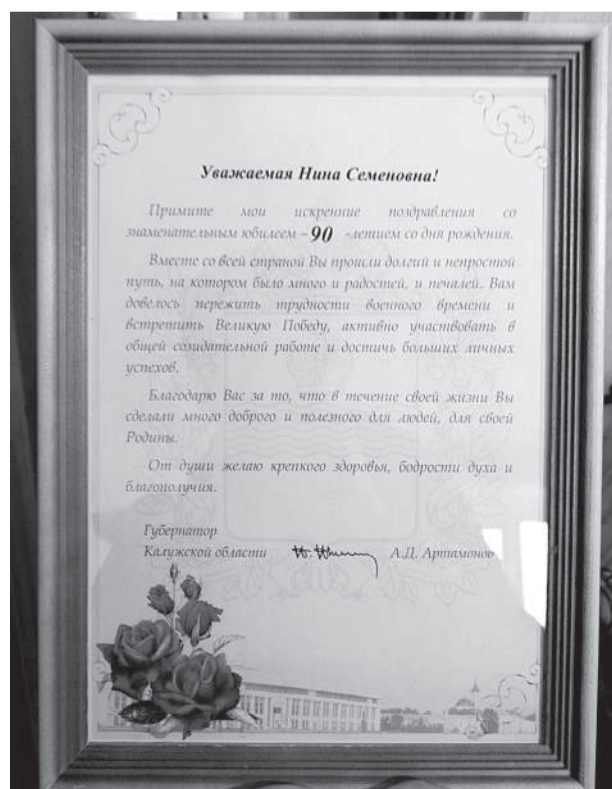 Уважаемая Нина Семеновна!
Примите мои искренние поздравления со
знаменательным юбилеем – 90 -летием со дня рождения.
Вместе со всей страной Вы прошли долгий и непростой
путь, на котором было много и радостей, и печалей. Вам
довелось пережить трудности военного времени и
встретить Великую Победу, активно участвовать в
общей созидательной работе и достичь больших личных
успехов.
Благодарю Вас за то, что в течение своей жизни Вы
сделали много доброго и полезного для людей, для своей
Родины.
От души желаю крепкого здоровья, бодрости духа и
благополучия.
Губернатор
Калужской области А.Д. Артамонов